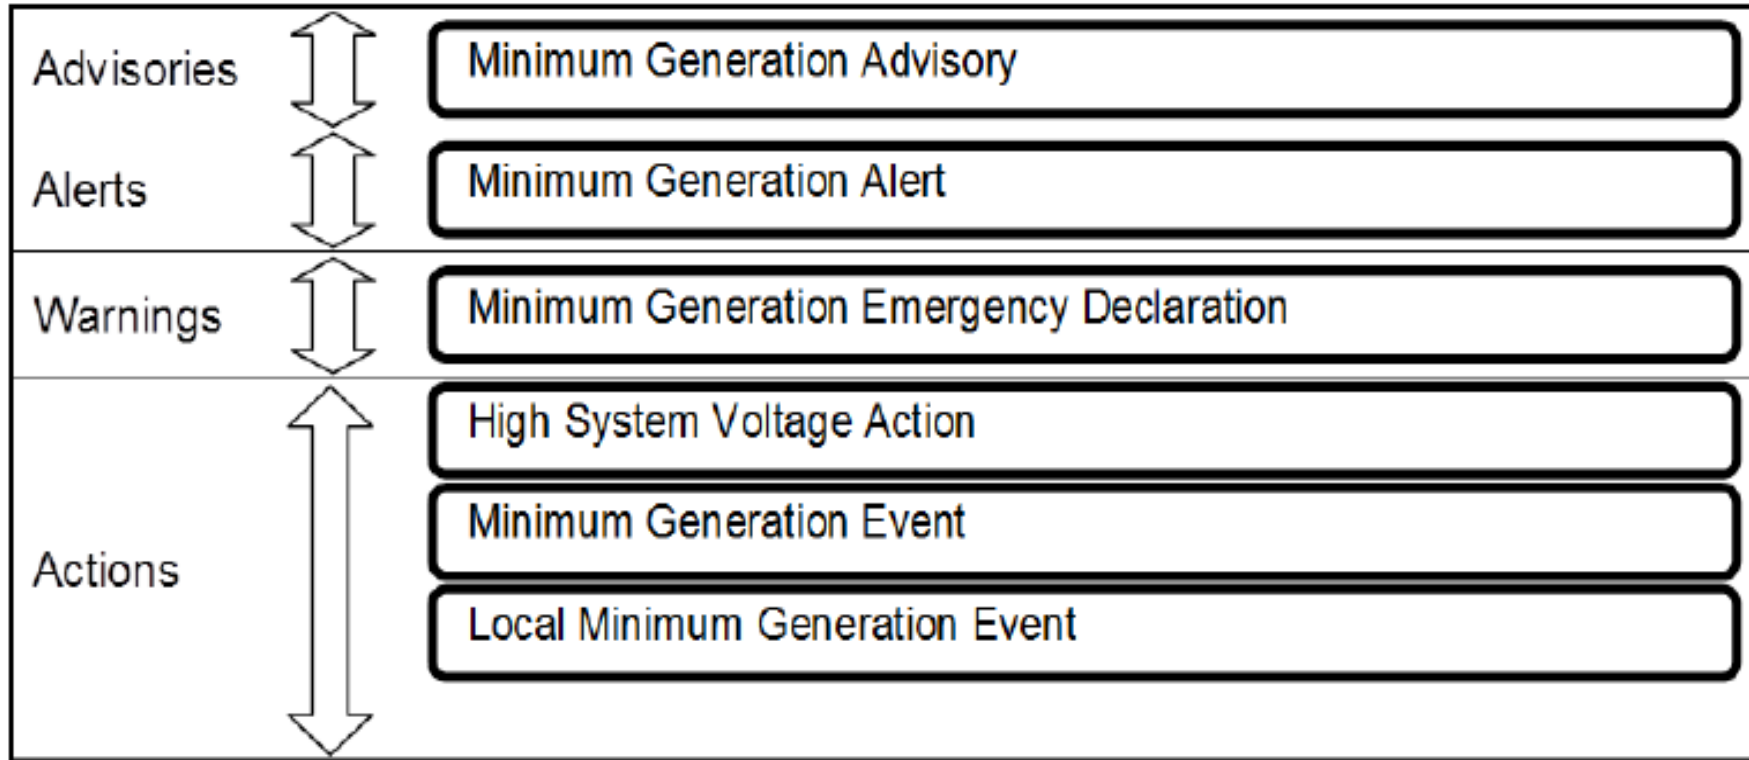 Advisories
Minimum Generation Advisory
Alerts
Minimum Generation Alert
Warnings
Minimum Generation Emergency Declaration
Actions
High System Voltage Action
Minimum Generation Event
Local Minimum Generation Event